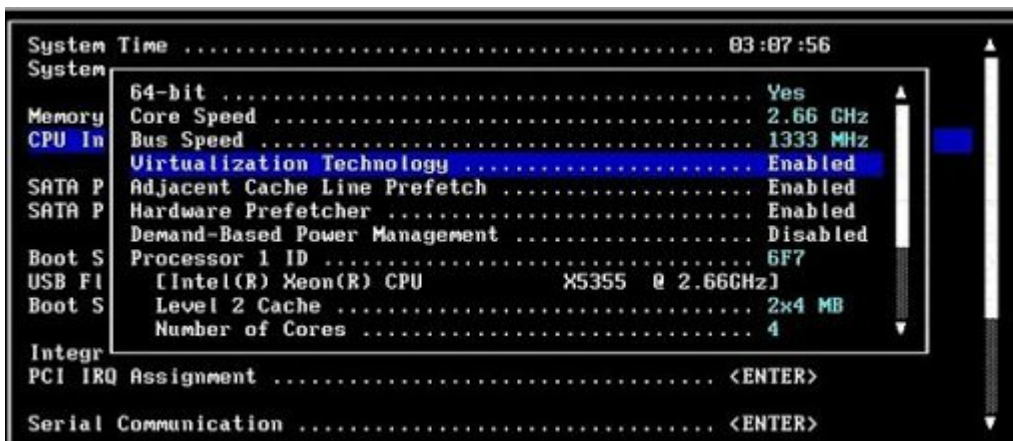 System Time ............................................ 03:07:56
System
64-bit .............................................. Yes
Memory
Core Speed .......................................... 2.66 GHz
CPU In
Bus Speed ........................................... 1333 MHz
Virtualization Technology ........................... Enabled
SATA P
Adjacent Cache Line Prefetch ........................ Enabled
SATA P
Hardware Prefetcher ................................. Enabled
Demand-Based Power Management ....................... Disabled
Boot S
Processor 1 ID ...................................... 6F7
USB Fl
[Intel(R) Xeon(R) CPU X5355 @ 2.66GHz]
Boot S
Level 2 Cache ....................................... 2x4 MB
Number of Cores ..................................... 4
Integr
PCI IRQ Assignment ..................................... <ENTER>
Serial Communication ................................... <ENTER>